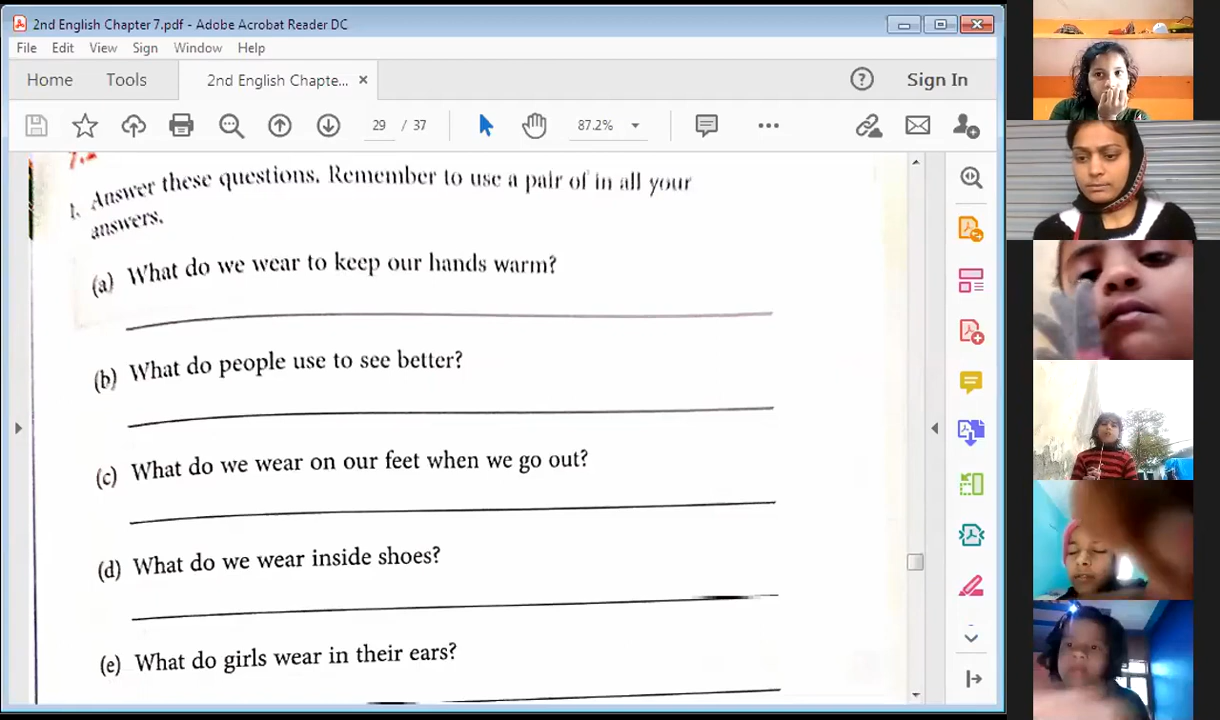 2nd English Chapter 7.pdf - Adobe Acrobat Reader DC
File Edit View Sign Window Help
Home Tools 2nd English Chapte... × ? Sign In
29 / 37 87.2%
7.2
1. Answer these questions. Remember to use a pair of in all your
answers.
(a) What do we wear to keep our hands warm?
(b) What do people use to see better?
(c) What do we wear on our feet when we go out?
(d) What do we wear inside shoes?
(e) What do girls wear in their ears?